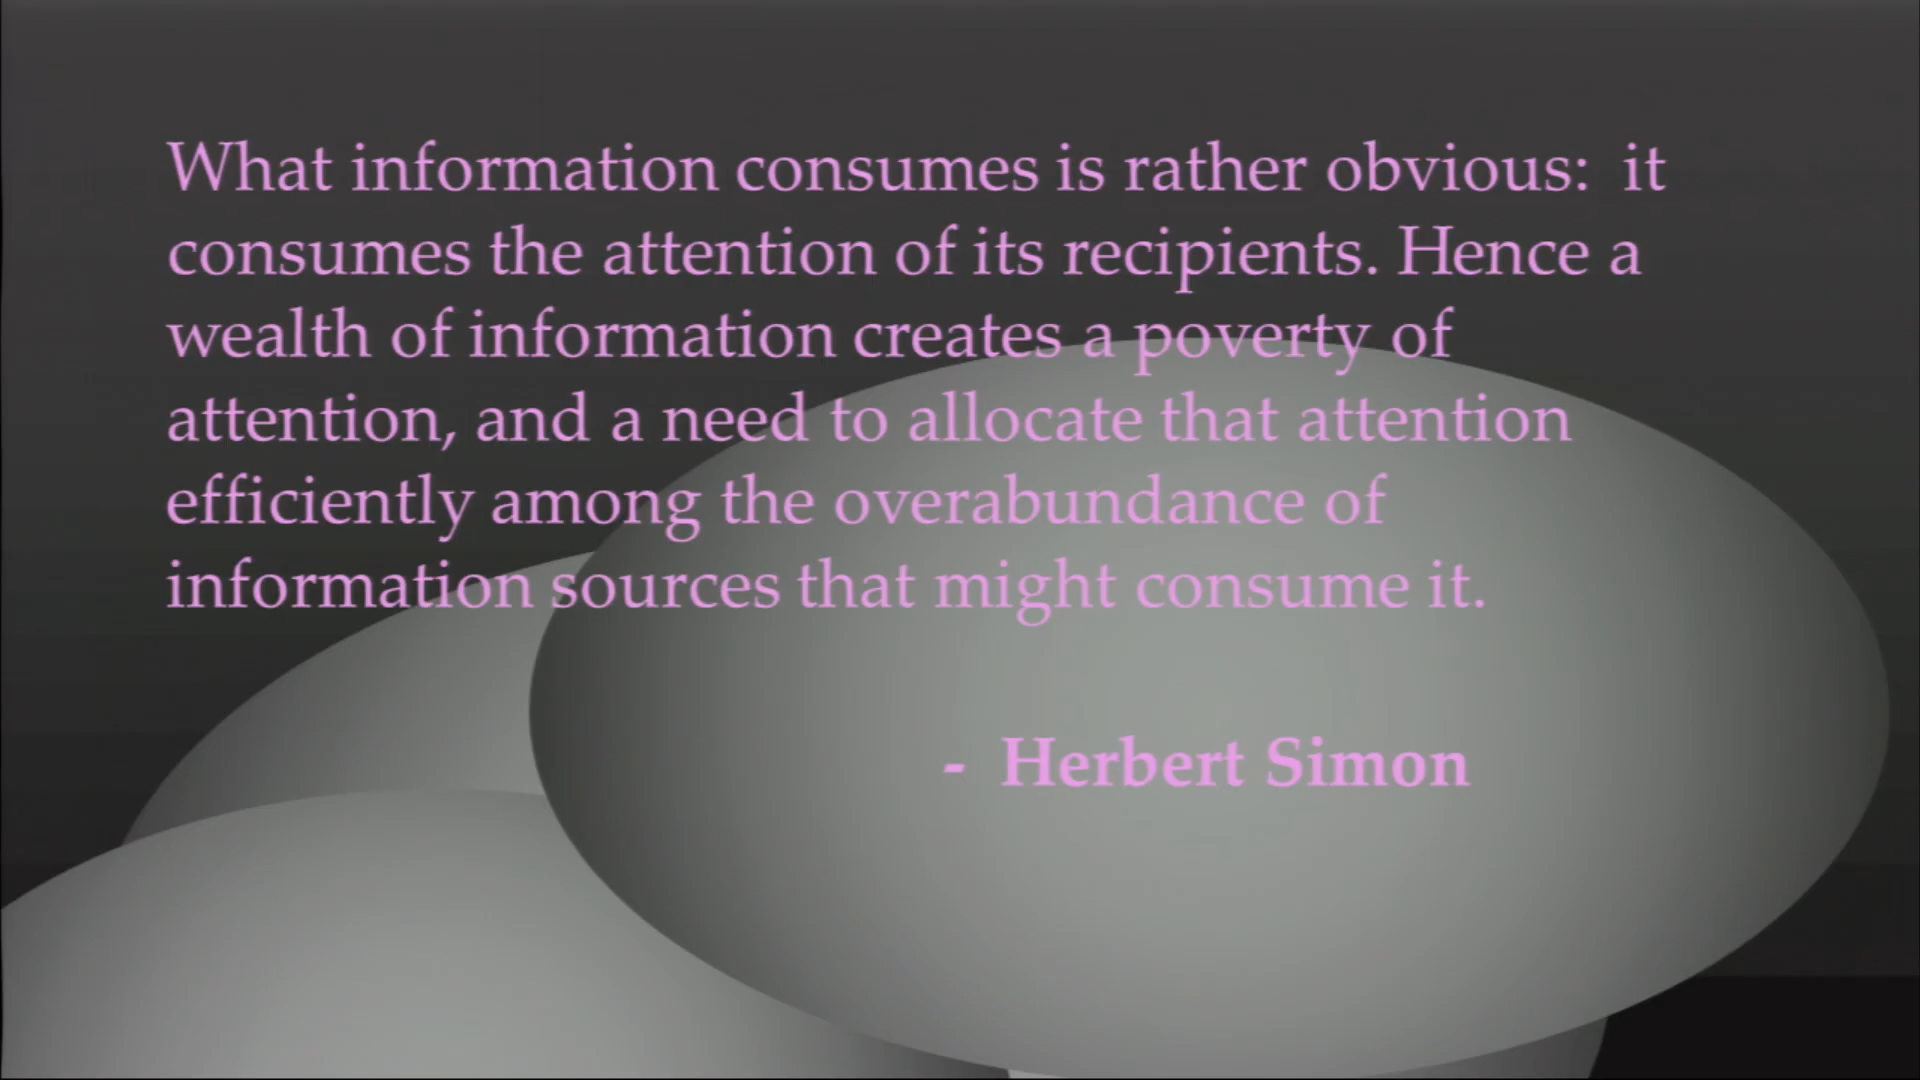 What information consumes is rather obvious:  it
consumes the attention of its recipients. Hence a
wealth of information creates a poverty of
attention, and a need to allocate that attention
efficiently among the overabundance of
information sources that might consume it.
-  Herbert Simon